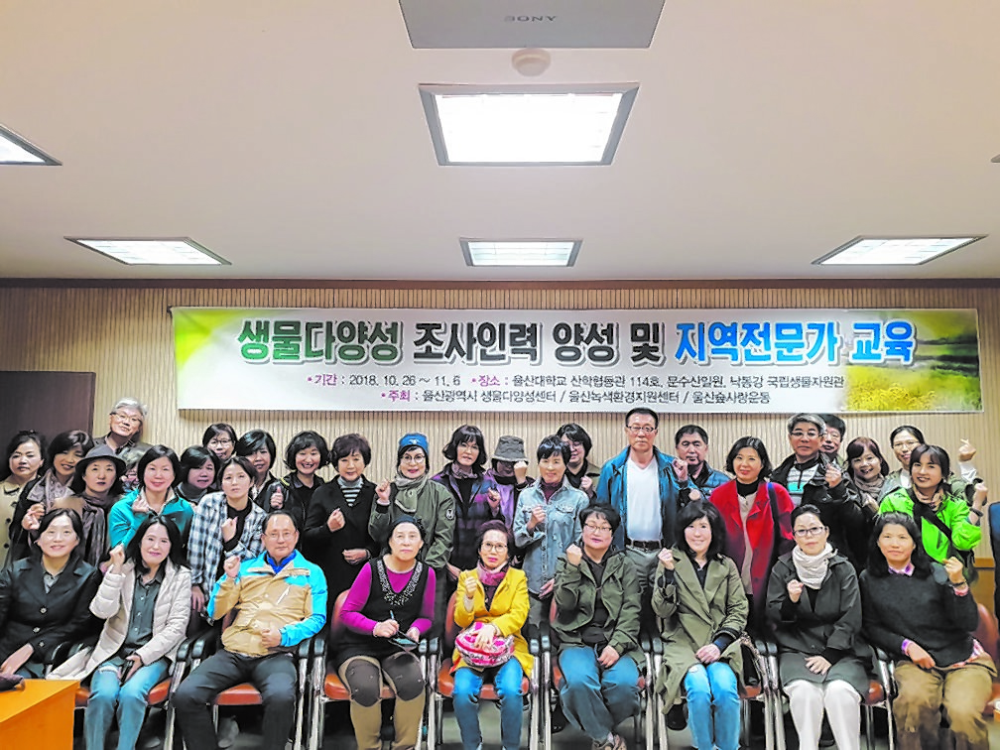 SONY
생물다양성 조사인력 양성 및 지역전문가 교육
• 기간 : 2018. 10. 26 ~ 11. 6 • 장소 : 울산대학교 산학협동관 114호, 문수산일원, 낙동강 국립생물자원관
• 주최 : 울산광역시 생물다양성센터 / 울산녹색환경지원센터 / 울산숲사랑운동